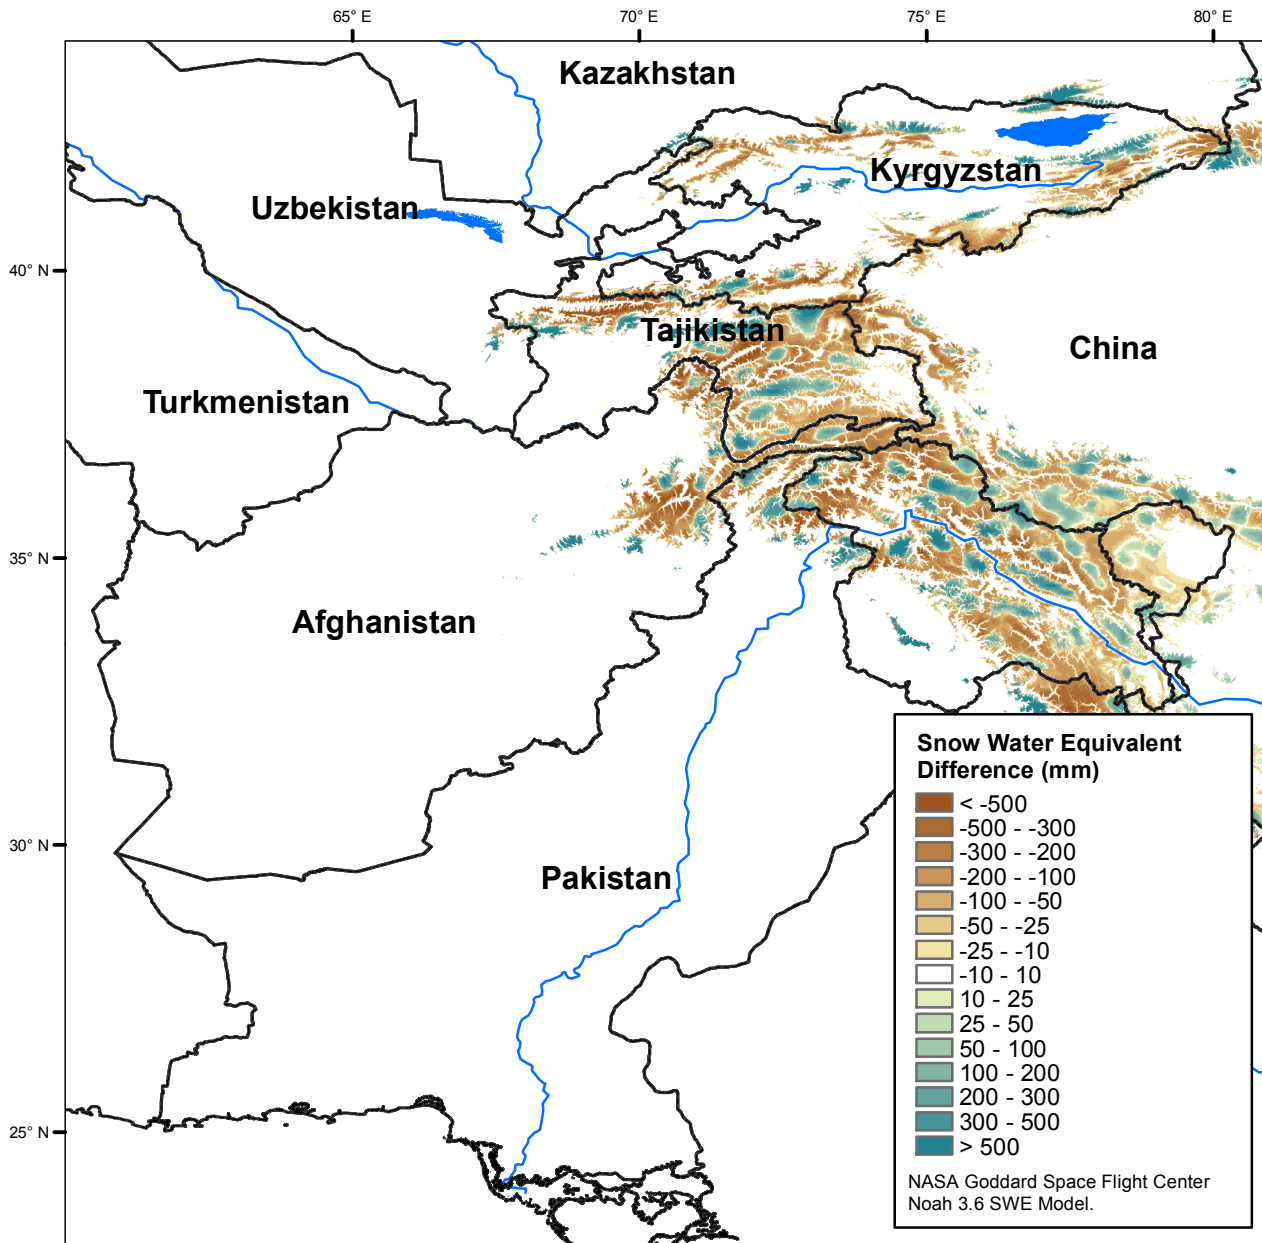 65° E
70° E
75° E
80° E
Kazakhstan
Kyrgyzstan
Uzbekistan
40° N
Tajikistan
China
Turkmenistan
35° N
Afghanistan
30° N
Pakistan
25° N
Snow Water Equivalent
Difference (mm)
< -500
-500 - -300
-300 - -200
-200 - -100
-100 - -50
-50 - -25
-25 - -10
-10 - 10
10 - 25
25 - 50
50 - 100
100 - 200
200 - 300
300 - 500
> 500
NASA Goddard Space Flight Center
Noah 3.6 SWE Model.